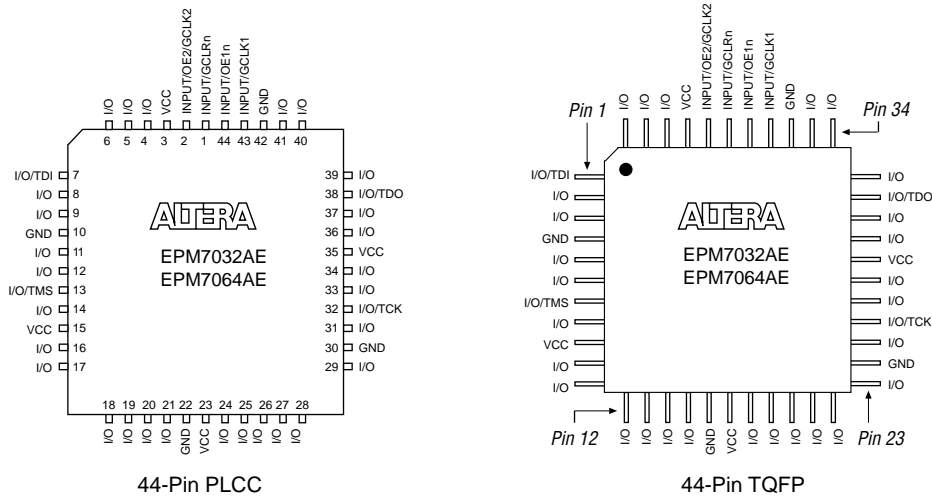 I/O
I/O
I/O
VCC
INPUT/OE2/GCLK2
INPUT/GCLRn
INPUT/OE1n
INPUT/GCLK1
GND
I/O
I/O
6 5 4 3 2 1 44 43 42 41 40
I/O/TDI 7
I/O 8
I/O 9
GND 10
I/O 11
I/O 12
I/O/TMS 13
I/O 14
VCC 15
I/O 16
I/O 17
ALTERA
EPM7032AE
EPM7064AE
39 I/O
38 I/O/TDO
37 I/O
36 I/O
35 VCC
34 I/O
33 I/O
32 I/O/TCK
31 I/O
30 GND
29 I/O
18 19 20 21 22 23 24 25 26 27 28
I/O
I/O
I/O
I/O
GND
VCC
I/O
I/O
I/O
I/O
I/O
44-Pin PLCC
I/O
I/O
I/O
VCC
INPUT/OE2/GCLK2
INPUT/GCLRn
INPUT/OE1n
INPUT/GCLK1
GND
I/O
I/O
Pin 1
Pin 34
I/O/TDI
I/O
I/O
GND
I/O
I/O
I/O/TMS
I/O
VCC
I/O
I/O
ALTERA
EPM7032AE
EPM7064AE
I/O
I/O/TDO
I/O
I/O
VCC
I/O
I/O
I/O/TCK
I/O
GND
I/O
Pin 12
Pin 23
I/O
I/O
I/O
I/O
GND
VCC
I/O
I/O
I/O
I/O
I/O
44-Pin TQFP